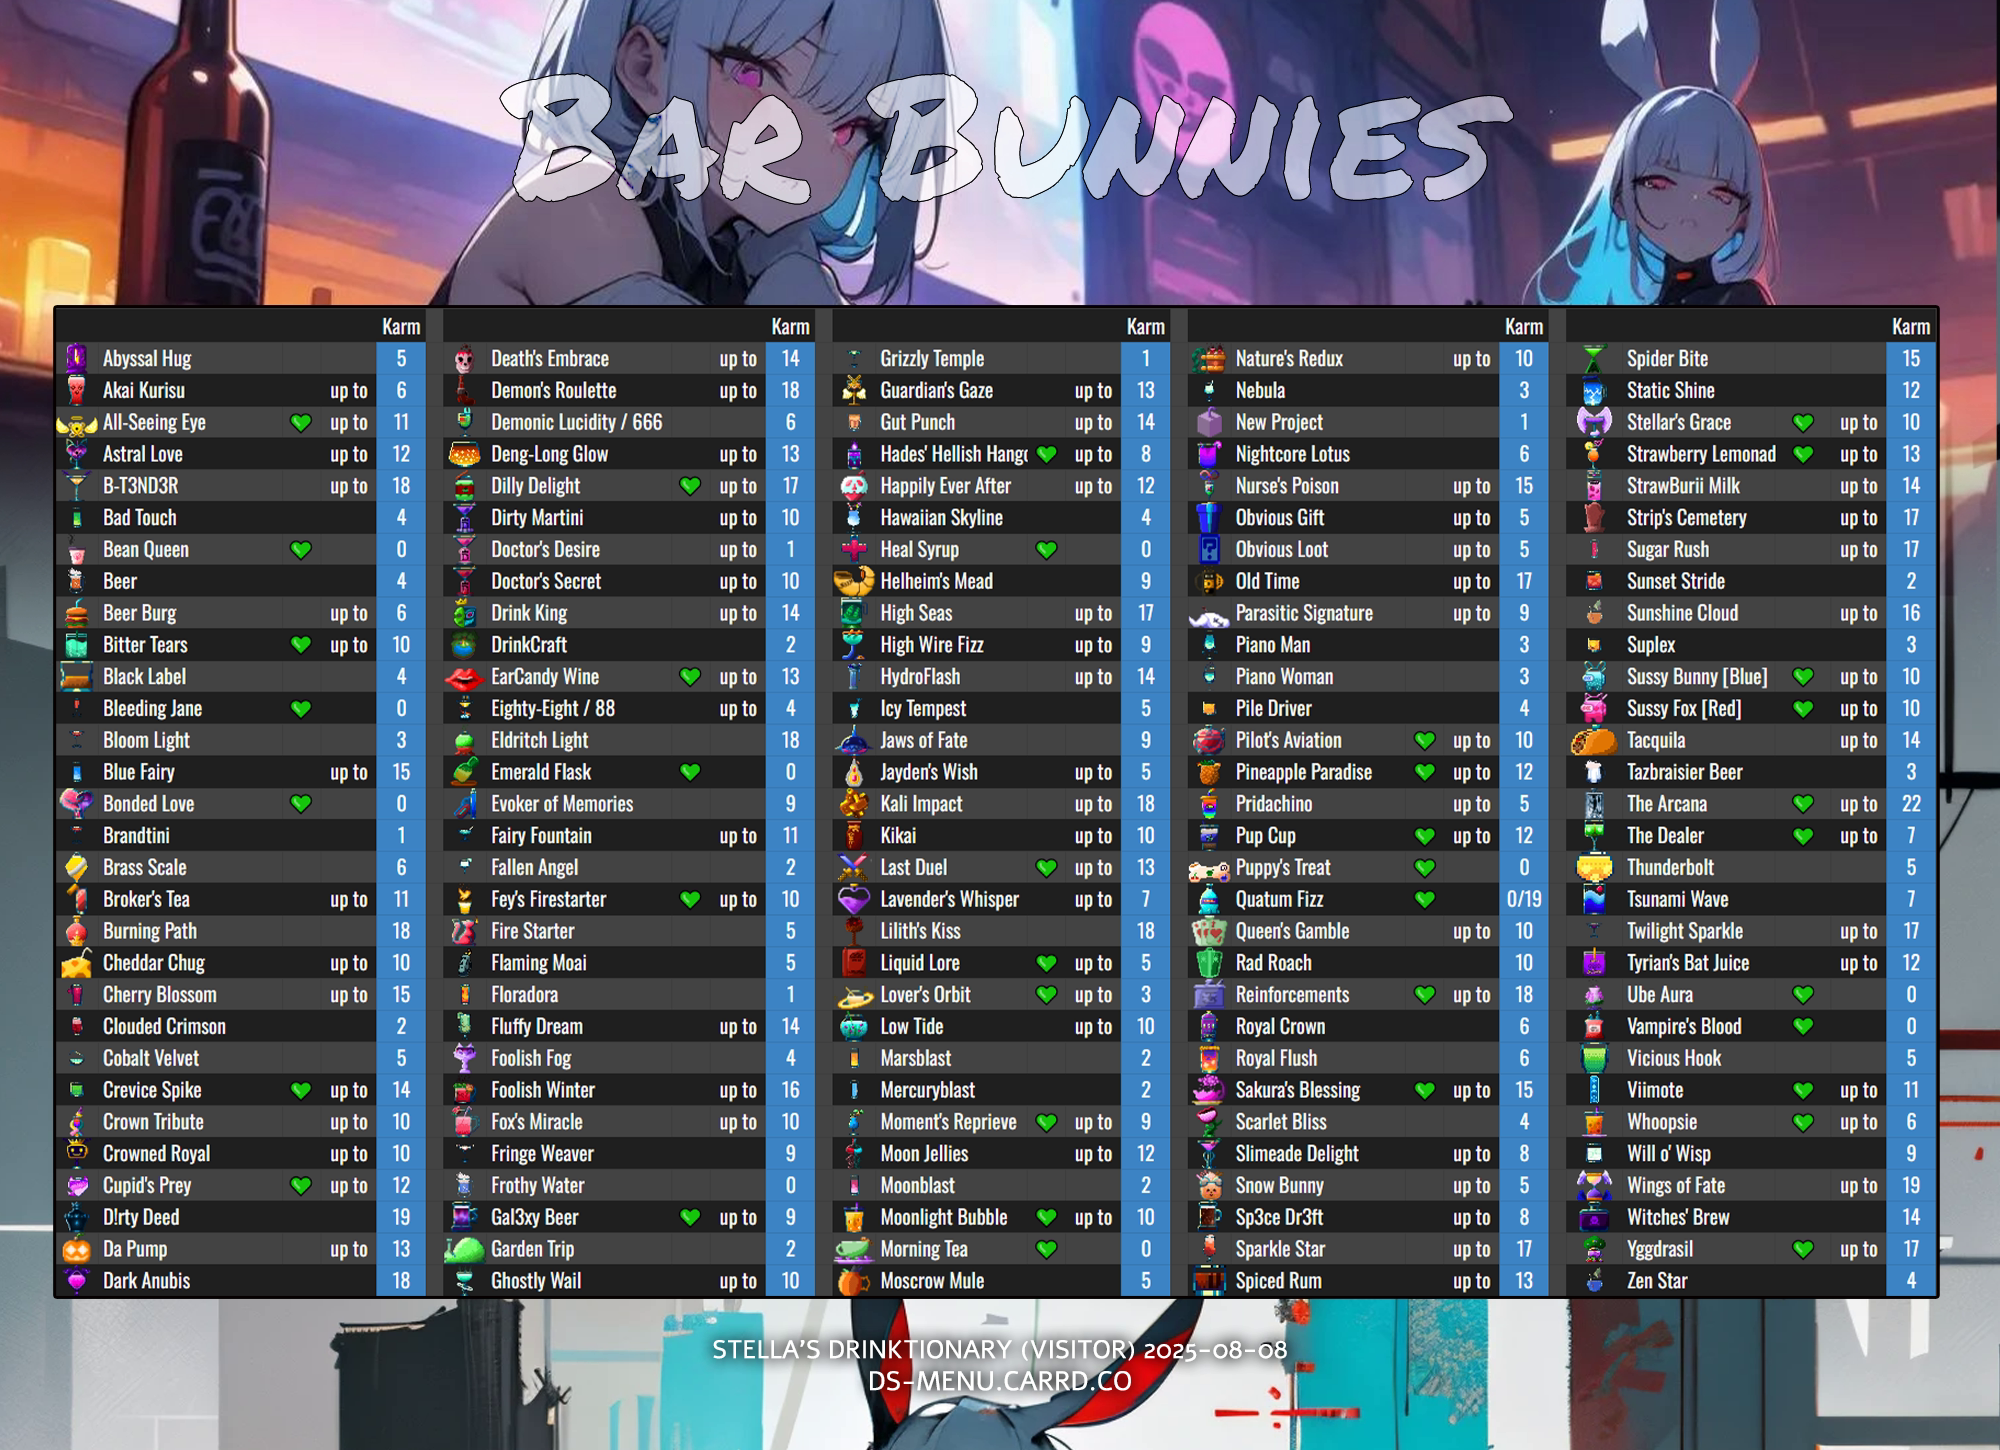 Bar Bunnies
Karm
Abyssal Hug 5
Akai Kurisu up to 6
All-Seeing Eye up to 11
Astral Love up to 12
B-T3ND3R up to 18
Bad Touch 4
Bean Queen 0
Beer 4
Beer Burg up to 6
Bitter Tears up to 10
Black Label 4
Bleeding Jane 0
Bloom Light 3
Blue Fairy up to 15
Bonded Love 0
Brandtini 1
Brass Scale 6
Broker's Tea up to 11
Burning Path 18
Cheddar Chug up to 10
Cherry Blossom up to 15
Clouded Crimson 2
Cobalt Velvet 5
Crevice Spike up to 14
Crown Tribute up to 10
Crowned Royal up to 10
Cupid's Prey up to 12
D!rty Deed 19
Da Pump up to 13
Dark Anubis 18
Karm
Death's Embrace up to 14
Demon's Roulette up to 18
Demonic Lucidity / 666 6
Deng-Long Glow up to 13
Dilly Delight up to 17
Dirty Martini up to 10
Doctor's Desire up to 1
Doctor's Secret up to 10
Drink King up to 14
DrinkCraft 2
EarCandy Wine up to 13
Eighty-Eight / 88 up to 4
Eldritch Light 18
Emerald Flask 0
Evoker of Memories 9
Fairy Fountain up to 11
Fallen Angel 2
Fey's Firestarter up to 10
Fire Starter 5
Flaming Moai 5
Floradora 1
Fluffy Dream up to 14
Foolish Fog 4
Foolish Winter up to 16
Fox's Miracle up to 10
Fringe Weaver 9
Frothy Water 0
Gal3xy Beer up to 9
Garden Trip 2
Ghostly Wail up to 10
Karm
Grizzly Temple 1
Guardian's Gaze up to 13
Gut Punch up to 14
Hades' Hellish Hang up to 8
Happily Ever After up to 12
Hawaiian Skyline 4
Heal Syrup 0
Helheim's Mead 9
High Seas up to 17
High Wire Fizz up to 9
HydroFlash up to 14
Icy Tempest 5
Jaws of Fate 9
Jayden's Wish up to 5
Kali Impact up to 18
Kikai up to 10
Last Duel up to 13
Lavender's Whisper up to 7
Lilith's Kiss 18
Liquid Lore up to 5
Lover's Orbit up to 3
Low Tide up to 10
Marsblast 2
Mercuryblast 2
Moment's Reprieve up to 9
Moon Jellies up to 12
Moonblast 2
Moonlight Bubble up to 10
Morning Tea 0
Moscrow Mule 5
Karm
Nature's Redux up to 10
Nebula 3
New Project 1
Nightcore Lotus 6
Nurse's Poison up to 15
Obvious Gift up to 5
Obvious Loot up to 5
Old Time up to 17
Parasitic Signature up to 9
Piano Man 3
Piano Woman 3
Pile Driver 4
Pilot's Aviation up to 10
Pineapple Paradise up to 12
Pridachino up to 5
Pup Cup up to 12
Puppy's Treat 0
Quatum Fizz 0/19
Queen's Gamble up to 10
Rad Roach 10
Reinforcements up to 18
Royal Crown 6
Royal Flush 6
Sakura's Blessing up to 15
Scarlet Bliss 4
Slimeade Delight up to 8
Snow Bunny up to 5
Sp3ce Dr3ft up to 8
Sparkle Star up to 17
Spiced Rum up to 13
Karm
Spider Bite 15
Static Shine 12
Stellar's Grace up to 10
Strawberry Lemonad up to 13
StrawBurii Milk up to 14
Strip's Cemetery up to 17
Sugar Rush up to 17
Sunset Stride 2
Sunshine Cloud up to 16
Suplex 3
Sussy Bunny [Blue] up to 10
Sussy Fox [Red] up to 10
Tacquila up to 14
Tazbraisier Beer 3
The Arcana up to 22
The Dealer up to 7
Thunderbolt 5
Tsunami Wave 7
Twilight Sparkle up to 17
Tyrian's Bat Juice up to 12
Ube Aura 0
Vampire's Blood 0
Vicious Hook 5
Viimote up to 11
Whoopsie up to 6
Will o' Wisp 9
Wings of Fate up to 19
Witches' Brew 14
Yggdrasil up to 17
Zen Star 4
STELLA'S DRINKTIONARY (VISITOR) 2025-08-08
DS-MENU.CARRD.CO